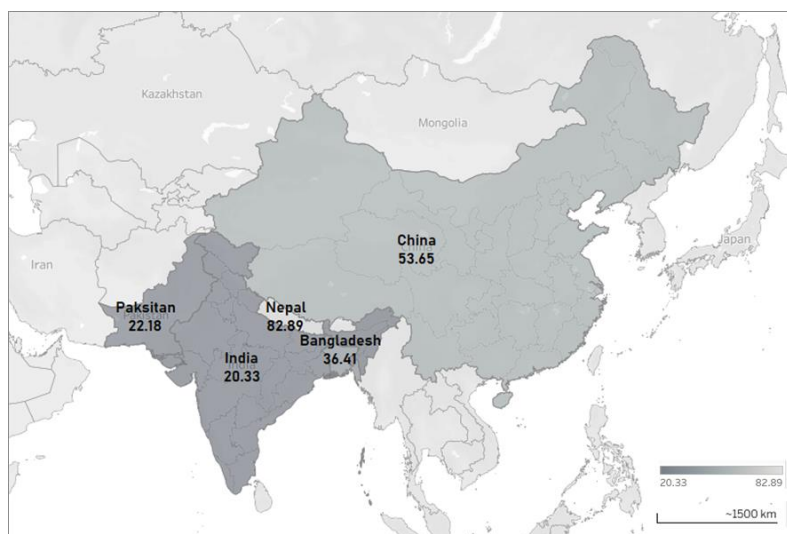 Kazakhstan
Mongolia
China
53.65
Japan
Iran
Paksitan
22.18
Nepal
82.89
Bangladesh
36.41
India
20.33
20.33
82.89
~1500 km